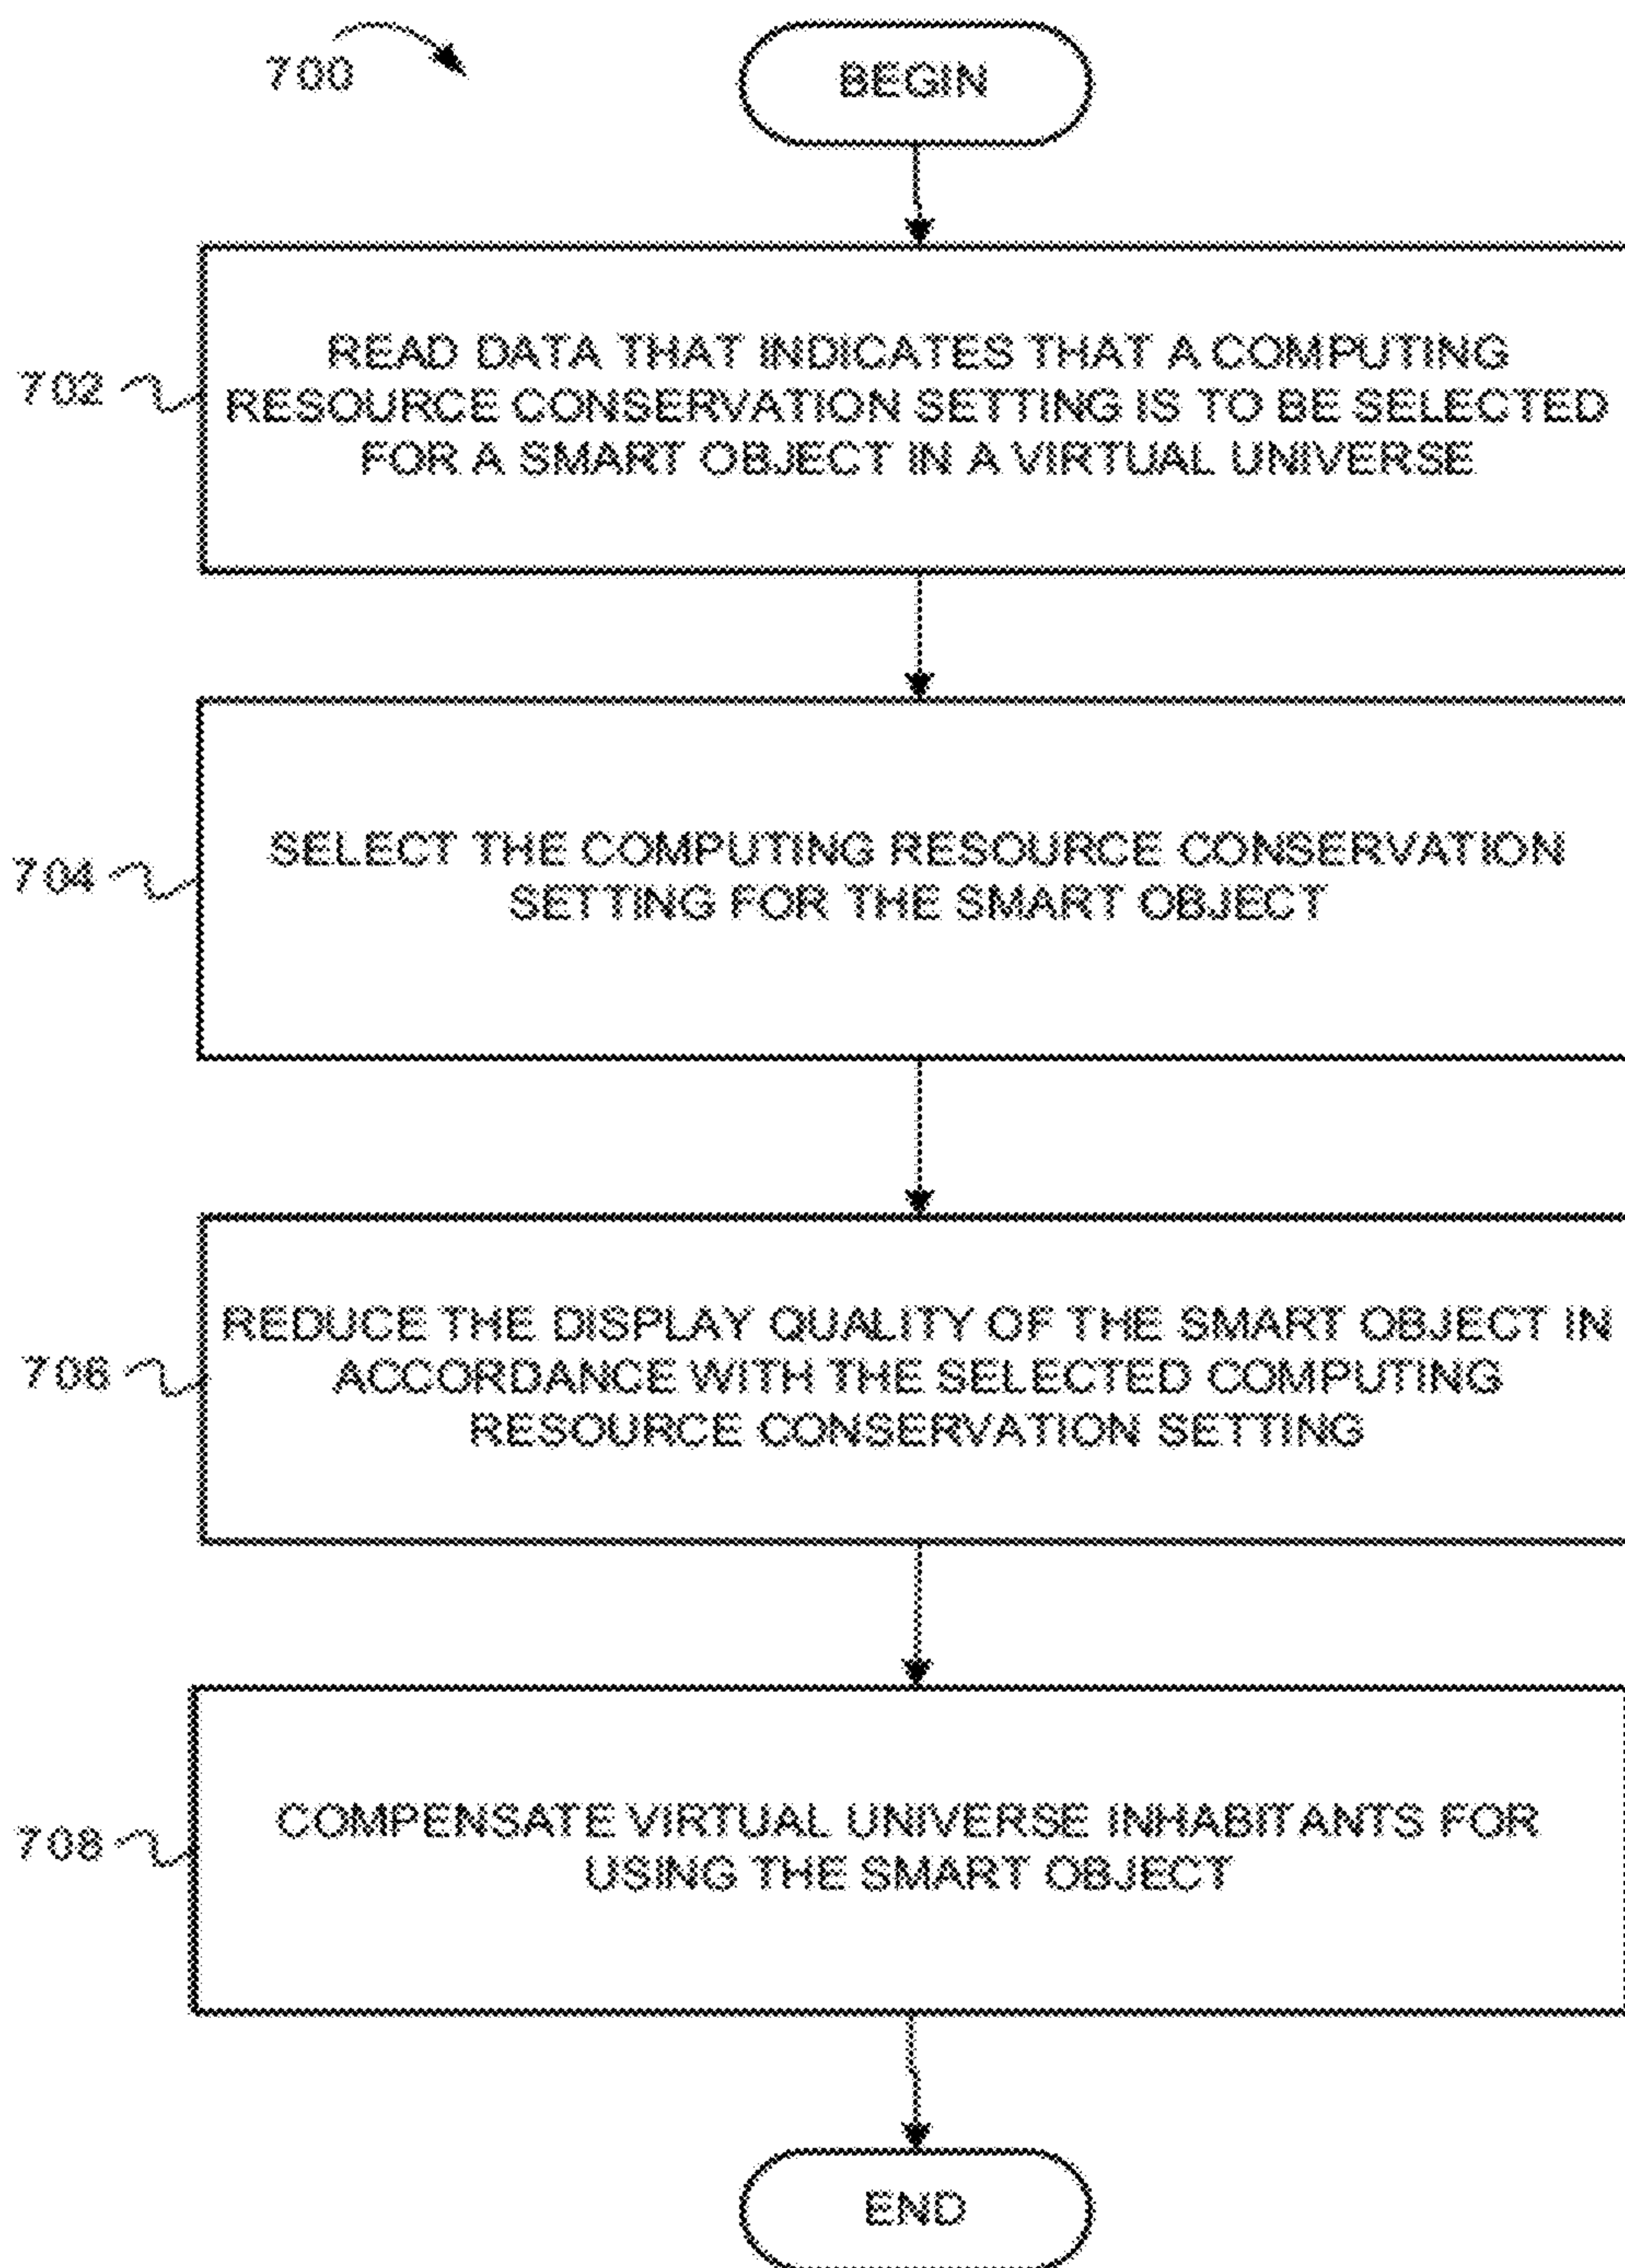 700
BEGIN
702
READ DATA THAT INDICATES THAT A COMPUTING
RESOURCE CONSERVATION SETTING IS TO BE SELECTED
FOR A SMART OBJECT IN A VIRTUAL UNIVERSE
704
SELECT THE COMPUTING RESOURCE CONSERVATION
SETTING FOR THE SMART OBJECT
706
REDUCE THE DISPLAY QUALITY OF THE SMART OBJECT IN
ACCORDANCE WITH THE SELECTED COMPUTING
RESOURCE CONSERVATION SETTING
708
COMPENSATE VIRTUAL UNIVERSE INHABITANTS FOR
USING THE SMART OBJECT
END